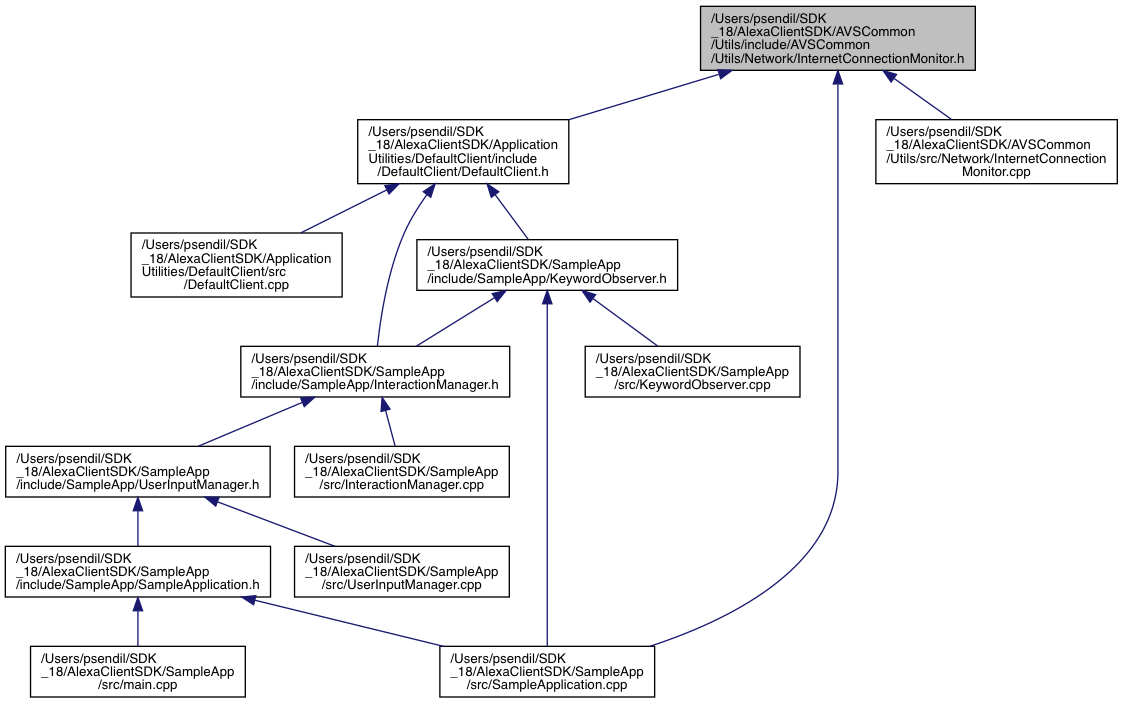 /Users/psendil/SDK
_18/AlexaClientSDK/AVSCommon
/Utils/include/AVSCommon
/Utils/Network/InternetConnectionMonitor.h
/Users/psendil/SDK
_18/AlexaClientSDK/Application
Utilities/DefaultClient/include
/DefaultClient/DefaultClient.h
/Users/psendil/SDK
_18/AlexaClientSDK/AVSCommon
/Utils/src/Network/InternetConnection
Monitor.cpp
/Users/psendil/SDK
_18/AlexaClientSDK/Application
Utilities/DefaultClient/src
/DefaultClient.cpp
/Users/psendil/SDK
_18/AlexaClientSDK/SampleApp
/include/SampleApp/KeywordObserver.h
/Users/psendil/SDK
_18/AlexaClientSDK/SampleApp
/include/SampleApp/InteractionManager.h
/Users/psendil/SDK
_18/AlexaClientSDK/SampleApp
/src/KeywordObserver.cpp
/Users/psendil/SDK
_18/AlexaClientSDK/SampleApp
/include/SampleApp/UserInputManager.h
/Users/psendil/SDK
_18/AlexaClientSDK/SampleApp
/src/InteractionManager.cpp
/Users/psendil/SDK
_18/AlexaClientSDK/SampleApp
/include/SampleApp/SampleApplication.h
/Users/psendil/SDK
_18/AlexaClientSDK/SampleApp
/src/UserInputManager.cpp
/Users/psendil/SDK
_18/AlexaClientSDK/SampleApp
/src/main.cpp
/Users/psendil/SDK
_18/AlexaClientSDK/SampleApp
/src/SampleApplication.cpp